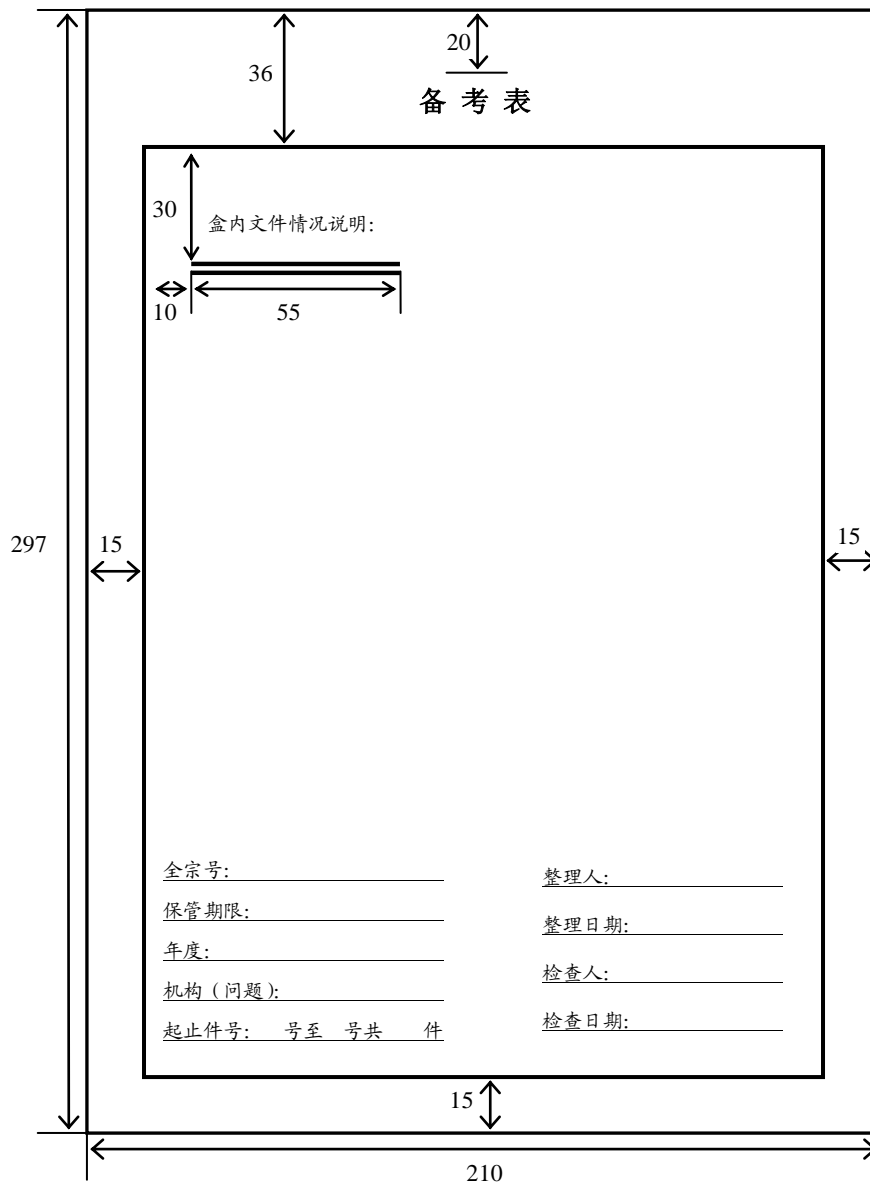 20
36
备 考 表
30
盒内文件情况说明:
10
55
297
15
15
全宗号:
保管期限:
年度:
机构（问题）:
起止件号: 号至 号共 件
整理人:
整理日期:
检查人:
检查日期:
15
210